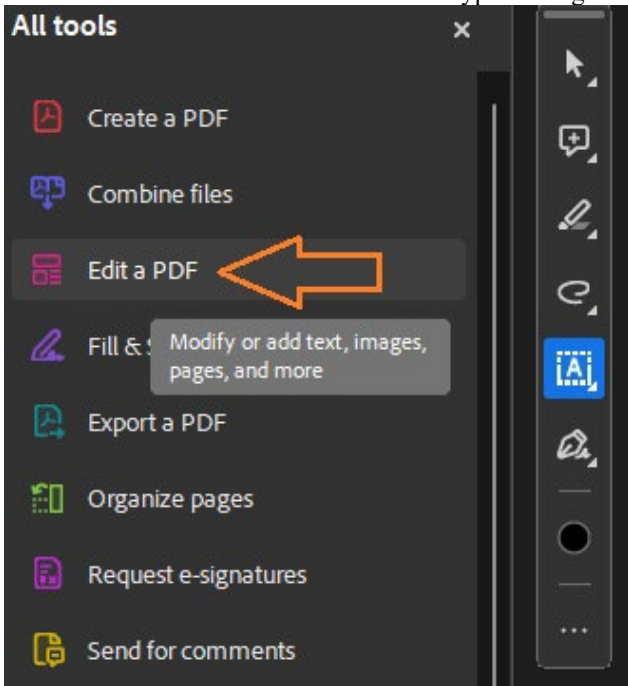 All tools
Create a PDF
Combine files
Edit a PDF
Fill &
Modify or add text, images,
pages, and more
Export a PDF
Organize pages
Request e-signatures
Send for comments
A